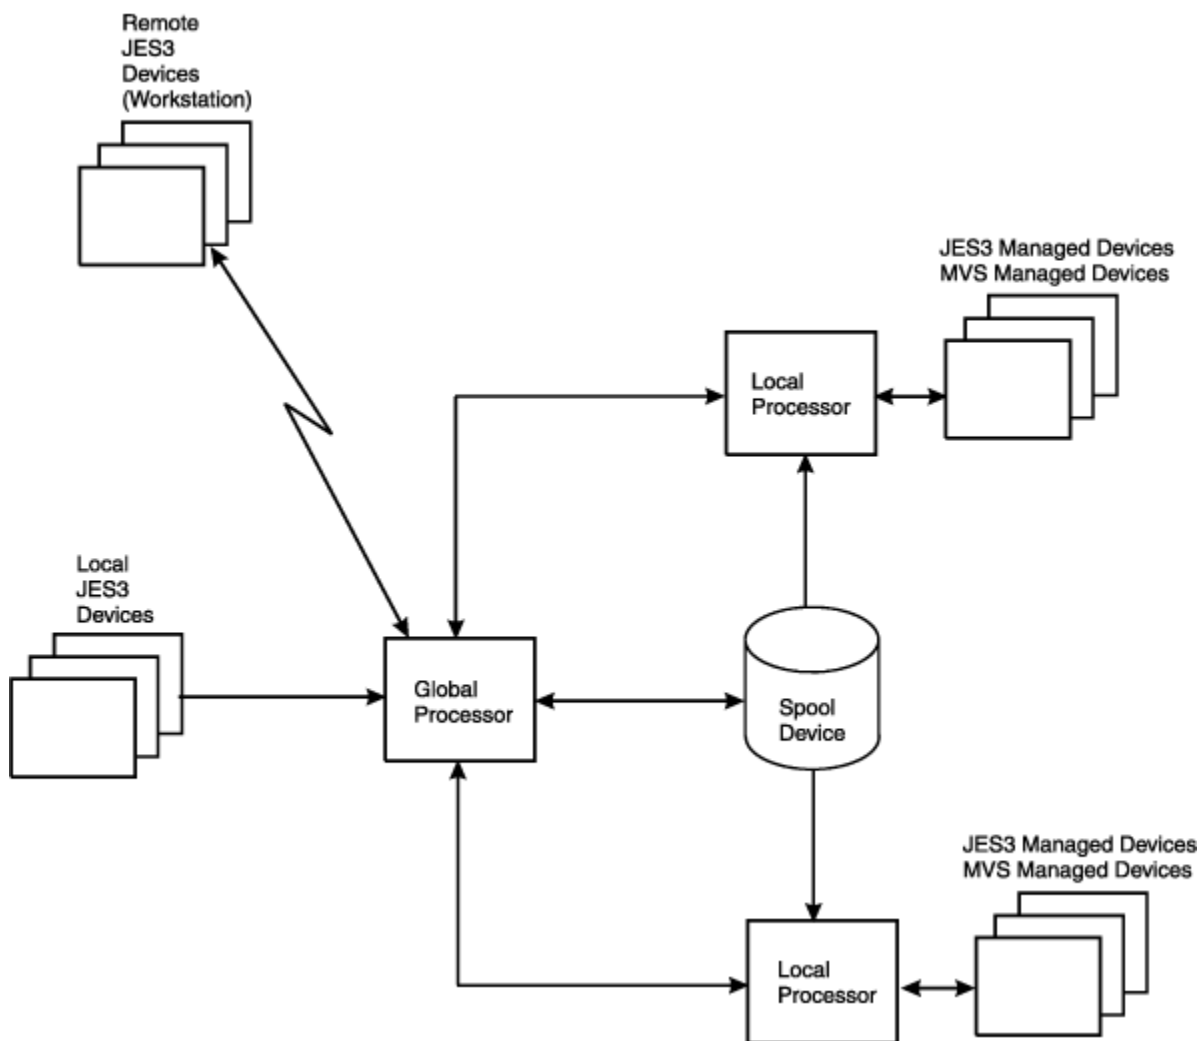 Remote
JES3
Devices
(Workstation)
JES3 Managed Devices
MVS Managed Devices
Local
Processor
Local
JES3
Devices
Global
Processor
Spool
Device
JES3 Managed Devices
MVS Managed Devices
Local
Processor